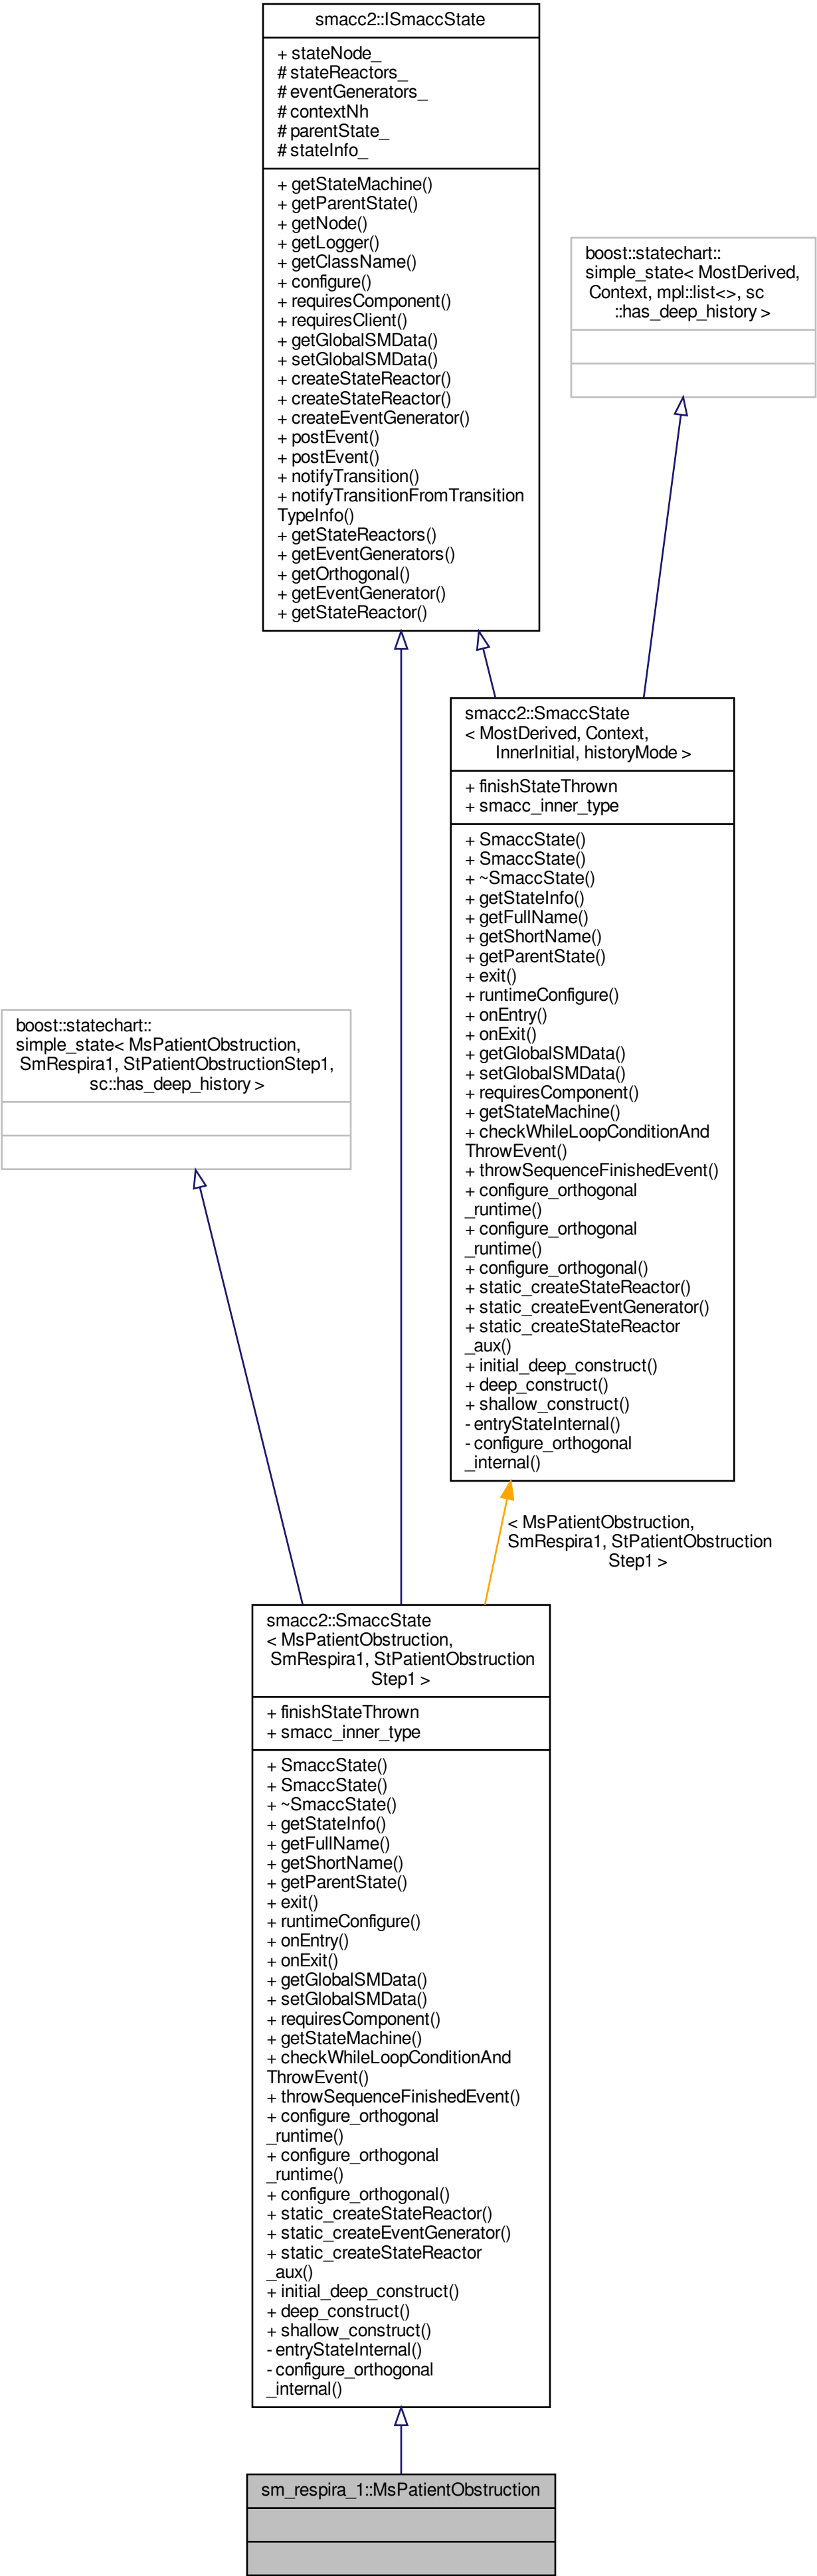 smacc2::ISmaccState
+ stateNode_
# stateReactors_
# eventGenerators_
# contextNh
# parentState_
# stateInfo_
+ getStateMachine()
+ getParentState()
+ getNode()
+ getLogger()
+ getClassName()
+ configure()
+ requiresComponent()
+ requiresClient()
+ getGlobalSMData()
+ setGlobalSMData()
+ createStateReactor()
+ createStateReactor()
+ createEventGenerator()
+ postEvent()
+ postEvent()
+ notifyTransition()
+ notifyTransitionFromTransition
TypeInfo()
+ getStateReactors()
+ getEventGenerators()
+ getOrthogonal()
+ getEventGenerator()
+ getStateReactor()
boost::statechart::
simple_state< MostDerived,
Context, mpl::list<>, sc
::has_deep_history >
smacc2::SmaccState
< MostDerived, Context,
InnerInitial, historyMode >
+ finishStateThrown
+ smacc_inner_type
+ SmaccState()
+ SmaccState()
+ ~SmaccState()
+ getStateInfo()
+ getFullName()
+ getShortName()
+ getParentState()
+ exit()
+ runtimeConfigure()
+ onEntry()
+ onExit()
+ getGlobalSMData()
+ setGlobalSMData()
+ requiresComponent()
+ getStateMachine()
+ checkWhileLoopConditionAnd
ThrowEvent()
+ throwSequenceFinishedEvent()
+ configure_orthogonal
_runtime()
+ configure_orthogonal
_runtime()
+ configure_orthogonal()
+ static_createStateReactor()
+ static_createEventGenerator()
+ static_createStateReactor
_aux()
+ initial_deep_construct()
+ deep_construct()
+ shallow_construct()
- entryStateInternal()
- configure_orthogonal
_internal()
boost::statechart::
simple_state< MsPatientObstruction,
SmRespira1, StPatientObstructionStep1,
sc::has_deep_history >
< MsPatientObstruction,
SmRespira1, StPatientObstruction
Step1 >
smacc2::SmaccState
< MsPatientObstruction,
SmRespira1, StPatientObstruction
Step1 >
+ finishStateThrown
+ smacc_inner_type
+ SmaccState()
+ SmaccState()
+ ~SmaccState()
+ getStateInfo()
+ getFullName()
+ getShortName()
+ getParentState()
+ exit()
+ runtimeConfigure()
+ onEntry()
+ onExit()
+ getGlobalSMData()
+ setGlobalSMData()
+ requiresComponent()
+ getStateMachine()
+ checkWhileLoopConditionAnd
ThrowEvent()
+ throwSequenceFinishedEvent()
+ configure_orthogonal
_runtime()
+ configure_orthogonal
_runtime()
+ configure_orthogonal()
+ static_createStateReactor()
+ static_createEventGenerator()
+ static_createStateReactor
_aux()
+ initial_deep_construct()
+ deep_construct()
+ shallow_construct()
- entryStateInternal()
- configure_orthogonal
_internal()
sm_respira_1::MsPatientObstruction